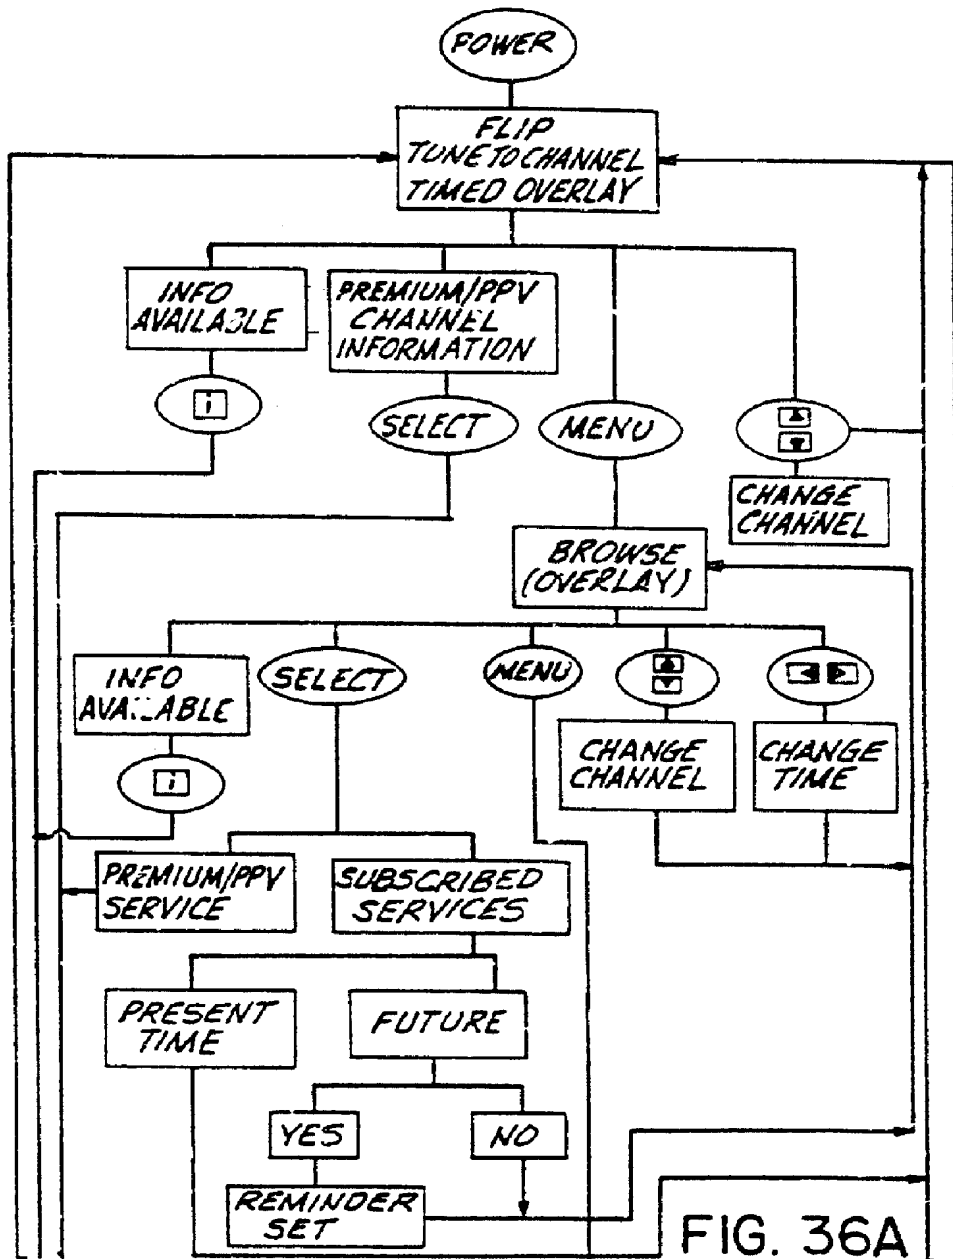 POWER
FLIP
TUNE TO CHANNEL
TIMED OVERLAY
INFO
AVAILABLE
PREMIUM/PPV
CHANNEL
INFORMATION
i
SELECT
MENU
CHANGE
CHANNEL
BROWSE
(OVERLAY)
INFO
AVAILABLE
SELECT
MENU
i
CHANGE
CHANNEL
CHANGE
TIME
PREMIUM/PPV
SERVICE
SUBSCRIBED
SERVICES
PRESENT
TIME
FUTURE
YES
NO
REMINDER
SET
FIG. 36A